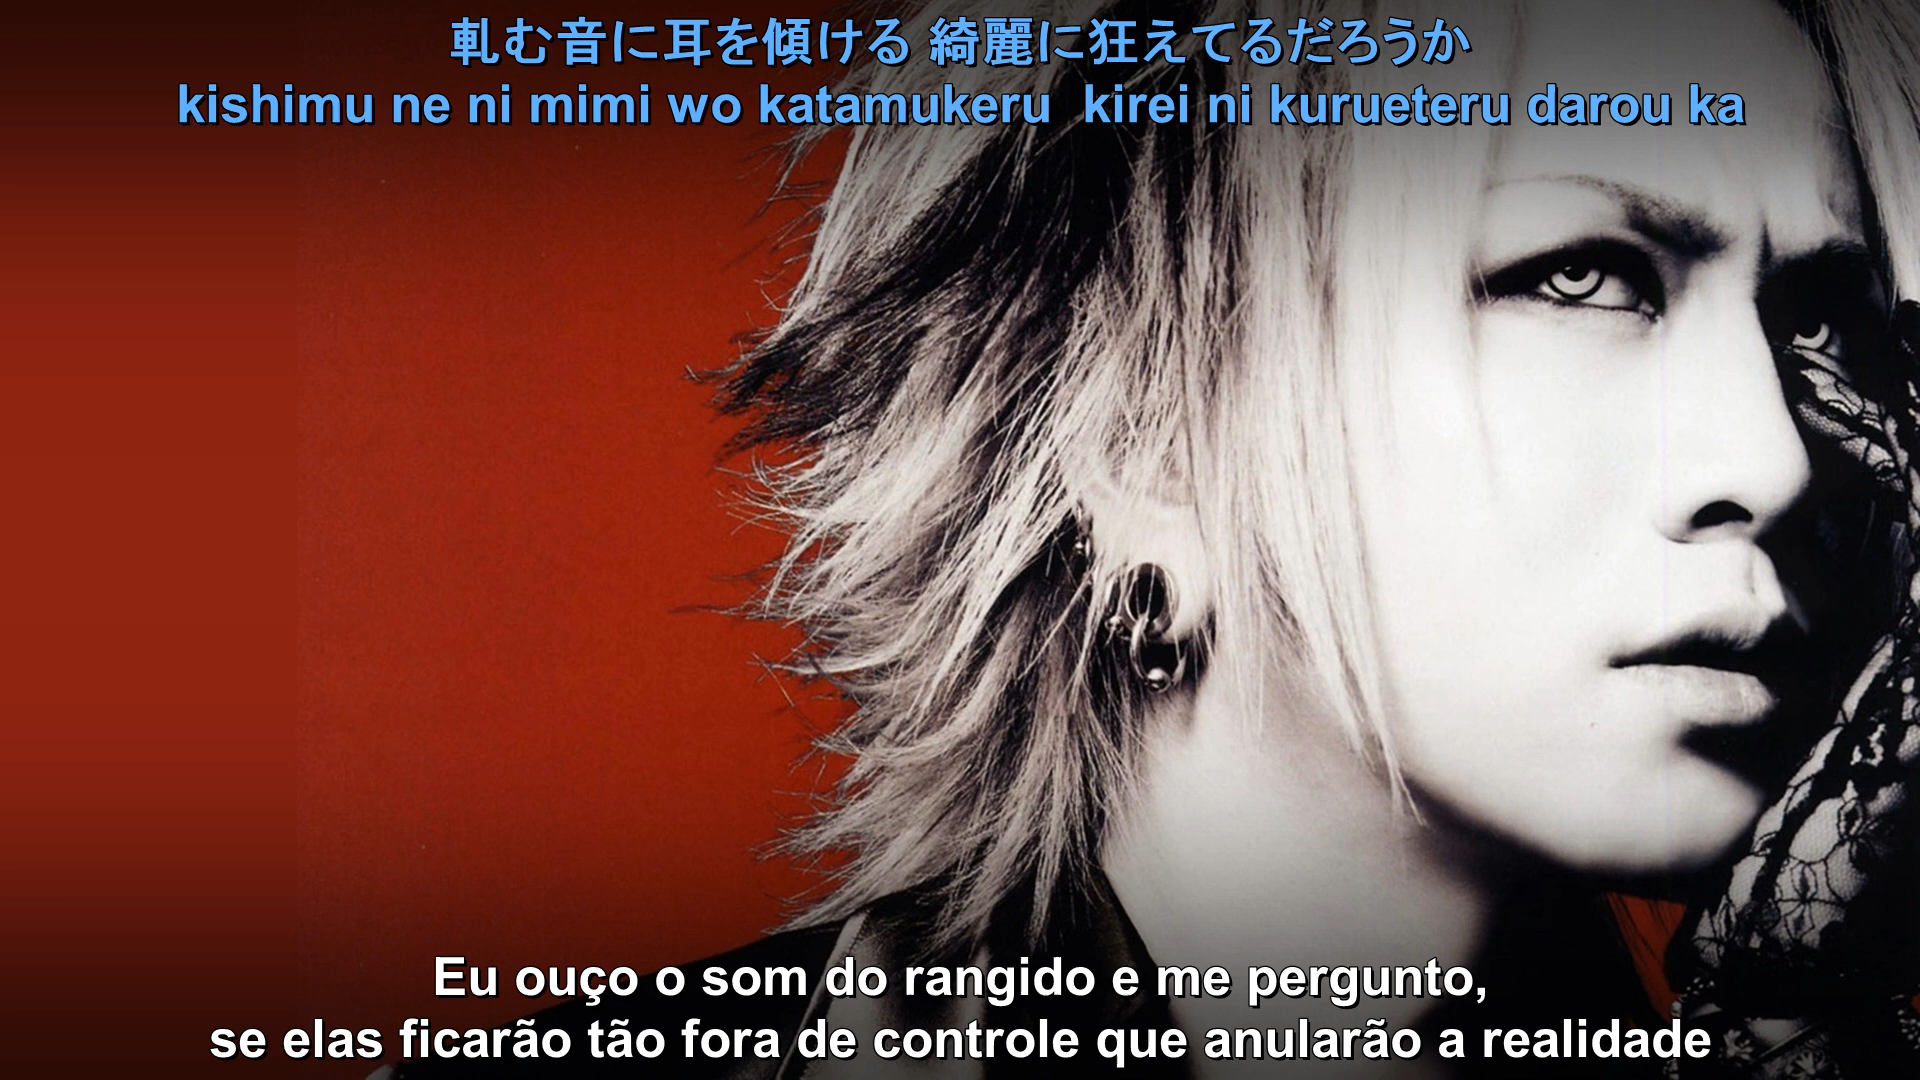 軋む音に耳を傾ける 綺麗に狂えてるだろうか
kishimu ne ni mimi wo katamukeru kirei ni kurueteru darou ka
Eu ouço o som do rangido e me pergunto,
se elas ficarão tão fora de controle que anularão a realidade